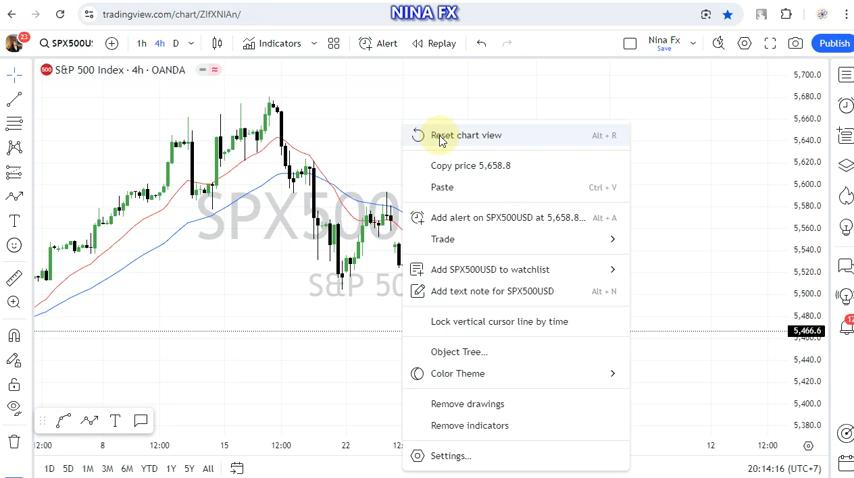 NINA FX
tradingview.com/chart/ZIfXNIAn/
23
SPX500U
1h 4h D
Indicators
Alert
Replay
Nina Fx
Save
Publish
500
S&P 500 Index · 4h · OANDA
SPX500
S&P 50
5,700.0
5,680.0
5,660.0
5,640.0
5,620.0
5,600.0
5,580.0
5,560.0
5,540.0
5,520.0
5,500.0
5,480.0
5,466.6
5,440.0
5,420.0
5,400.0
5,380.0
Reset chart view Alt + R
Copy price 5,658.8
Paste Ctrl + V
Add alert on SPX500USD at 5,658.8... Alt + A
Trade
Add SPX500USD to watchlist
Add text note for SPX500USD Alt + N
Lock vertical cursor line by time
Object Tree...
Color Theme
Remove drawings
Remove indicators
Settings...
12:00 8 12:00 15 12:00 22 12 12:00
1D 5D 1M 3M 6M YTD 1Y 5Y All
20:14:16 (UTC+7)